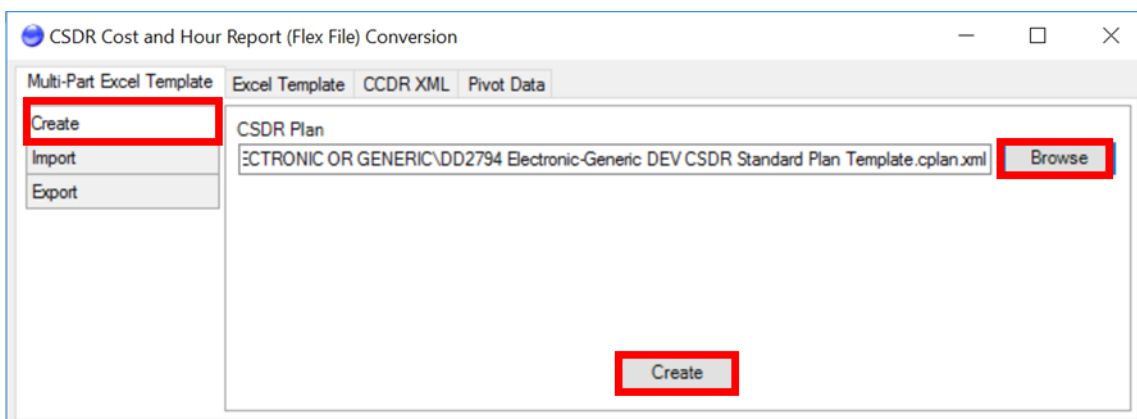 CSDR Cost and Hour Report (Flex File) Conversion
Multi-Part Excel Template Excel Template CCDR XML Pivot Data
Create
CSDR Plan
Import
ECTRONIC OR GENERIC\DD2794 Electronic-Generic DEV CSDR Standard Plan Template.cplan.xml Browse
Export
Create